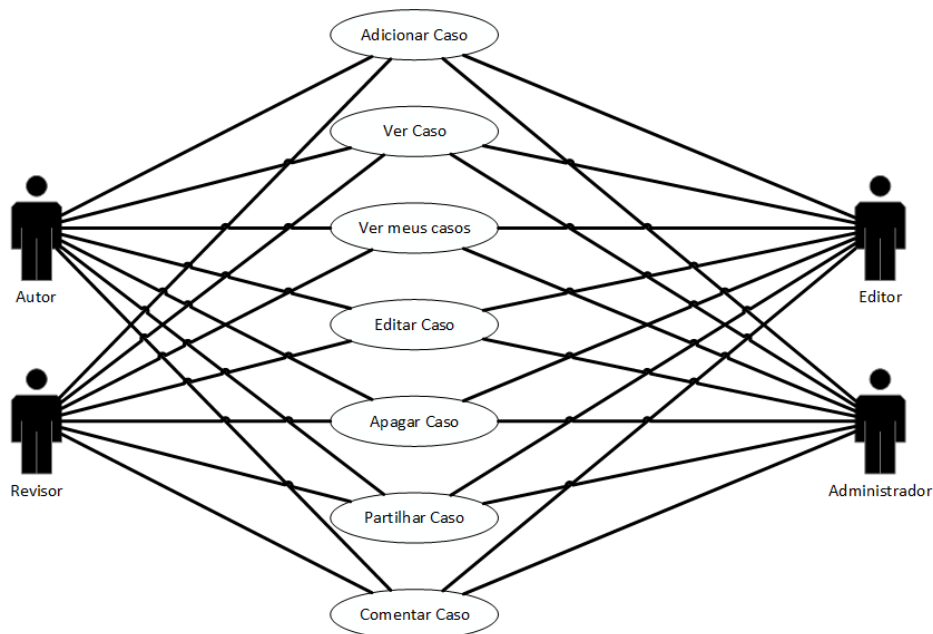 Adicionar Caso
Ver Caso
Ver meus casos
Autor
Editor
Editar Caso
Apagar Caso
Revisor
Administrador
Partilhar Caso
Comentar Caso